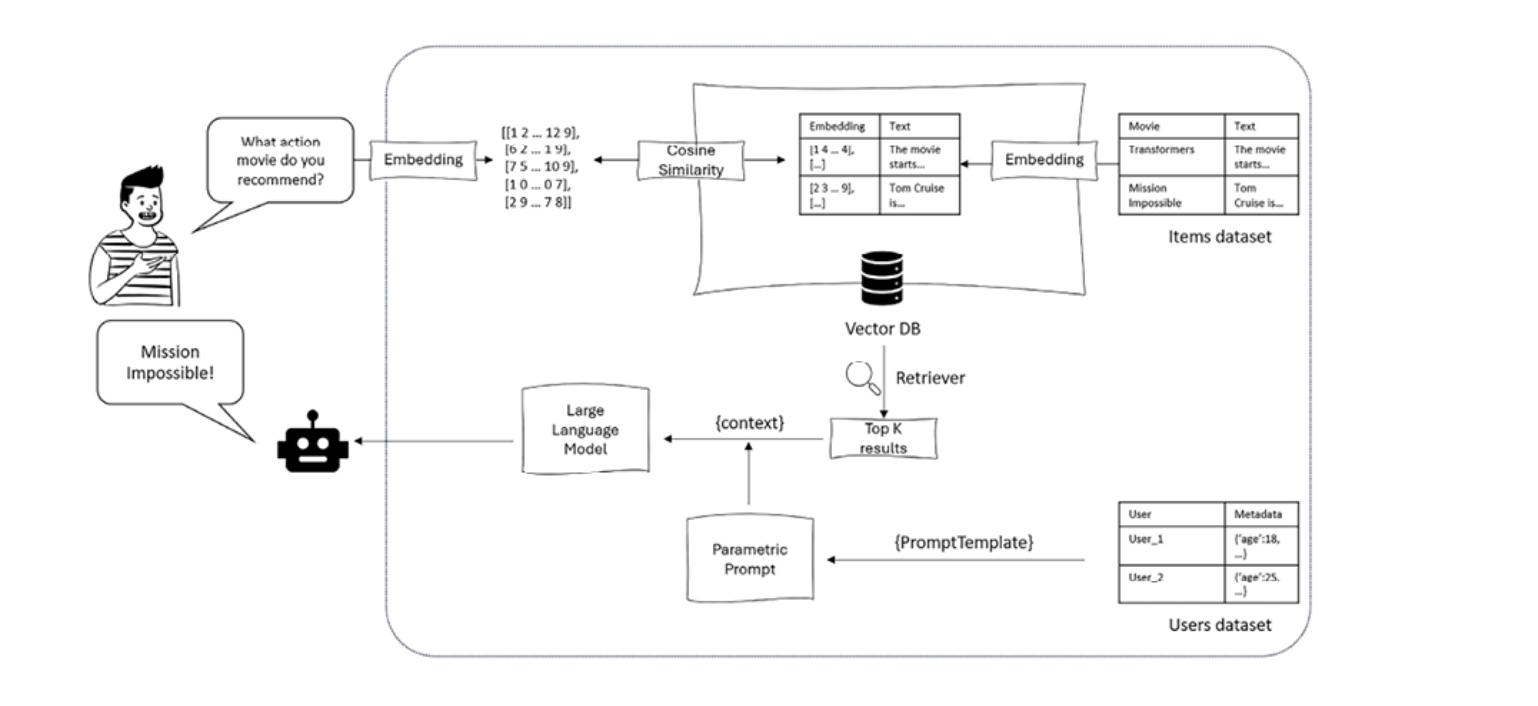 What action
movie do you
recommend?
Embedding
[[1 2 ... 12 9],
[6 2 ... 1 9],
[7 5 ... 10 9],
[1 0 ... 0 7],
[2 9 ... 7 8]]
Cosine
Similarity
Embedding Text
[1 4 ... 4], The movie
[...] starts...
[2 3 ... 9], Tom Cruise
[...] is...
Embedding
Movie Text
Transformers The movie
starts...
Mission Tom
Impossible Cruise is...
Items dataset
Vector DB
Retriever
Mission
Impossible!
Large
Language
Model
{context}
Top K
results
Parametric
Prompt
{PromptTemplate}
User Metadata
User_1 {'age':18,
...}
User_2 {'age':25.
...}
Users dataset